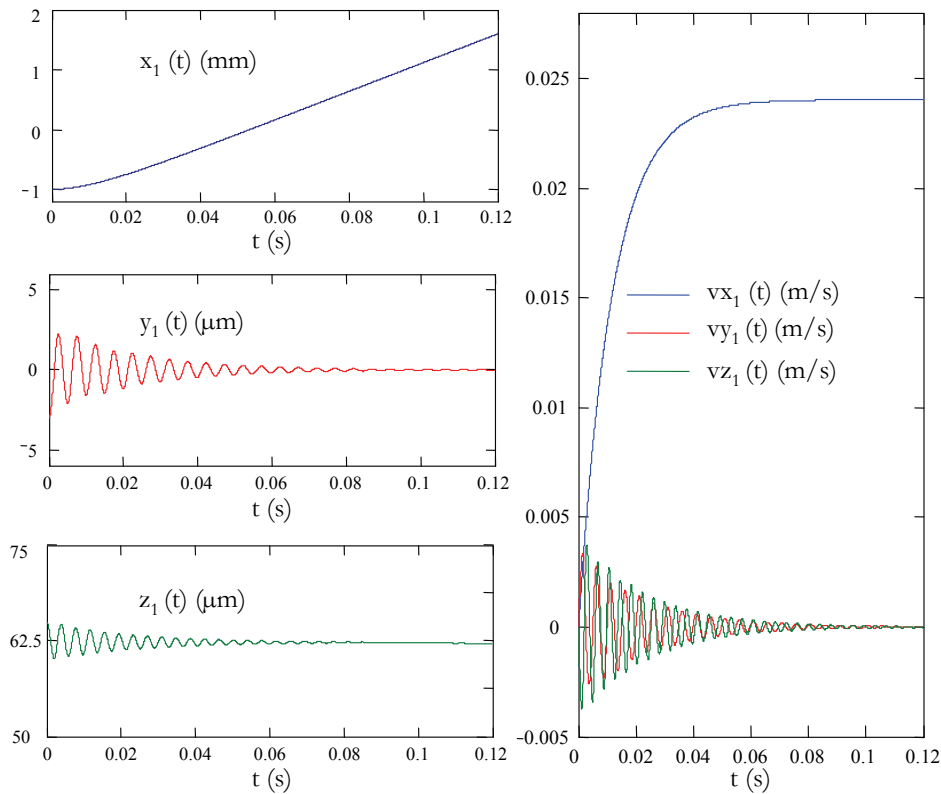 2
x₁ (t) (mm)
1
0
-1
0 0.02 0.04 0.06 0.08 0.1 0.12
t (s)
5
y₁ (t) (μm)
0
-5
0 0.02 0.04 0.06 0.08 0.1 0.12
t (s)
75
z₁ (t) (μm)
62.5
50
0 0.02 0.04 0.06 0.08 0.1 0.12
t (s)
0.025
0.02
0.015
vx₁ (t) (m/s)
vy₁ (t) (m/s)
vz₁ (t) (m/s)
0.01
0.005
0
-0.005
0 0.02 0.04 0.06 0.08 0.1 0.12
t (s)